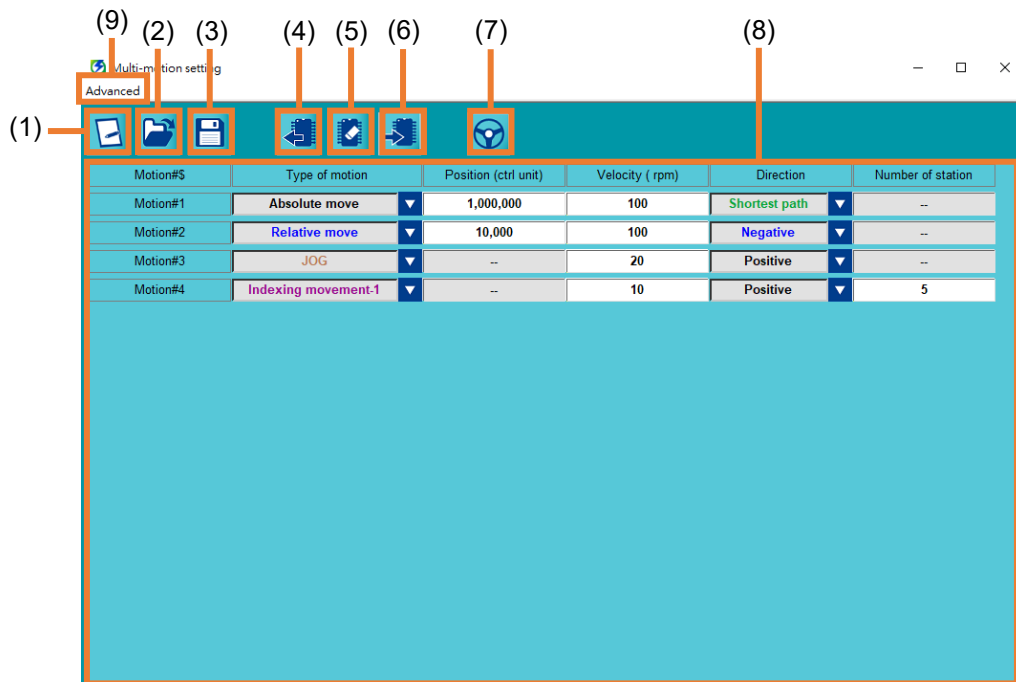 (9) (2) (3) (4) (5) (6) (7) (8)
Multi-motion setting
Advanced
(1)
Motion#$ Type of motion Position (ctrl unit) Velocity ( rpm) Direction Number of station
Motion#1 Absolute move 1,000,000 100 Shortest path --
Motion#2 Relative move 10,000 100 Negative --
Motion#3 JOG -- 20 Positive --
Motion#4 Indexing movement-1 -- 10 Positive 5